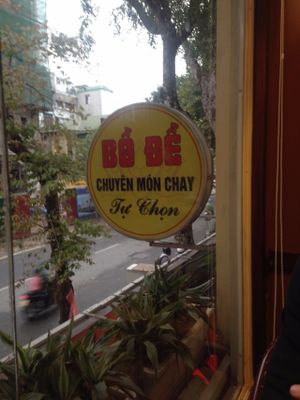 BỒ ĐỀ
CHUYÊN MÓN CHAY
Tự Chọn